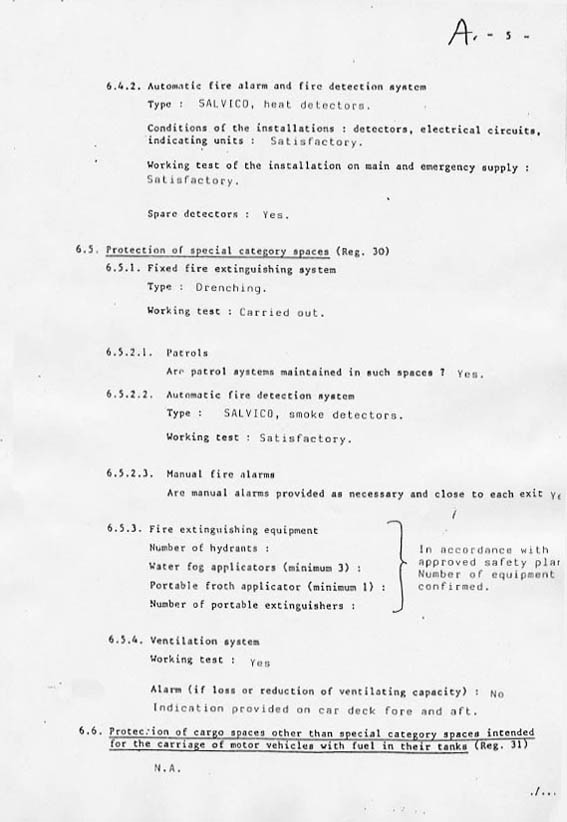 A. - 5 -
6.4.2. Automatic fire alarm and fire detection system
Type : SALVICO, heat detectors.
Conditions of the installations : detectors, electrical circuits,
indicating units : Satisfactory.
Working test of the installation on main and emergency supply :
Satisfactory.
Spare detectors : Yes.
6.5. Protection of special category spaces (Reg. 30)
6.5.1. Fixed fire extinguishing system
Type : Drenching.
Working test : Carried out.
6.5.2.1. Patrols
Are patrol systems maintained in such spaces ? Yes.
6.5.2.2. Automatic fire detection system
Type : SALVICO, smoke detectors.
Working test : Satisfactory.
6.5.2.3. Manual fire alarms
Are manual alarms provided as necessary and close to each exit
6.5.3. Fire extinguishing equipment
Number of hydrants :
Water fog applicators (minimum 3) :
Portable froth applicator (minimum 1) :
Number of portable extinguishers :
In accordance with
approved safety plan
Number of equipment
confirmed.
6.5.4. Ventilation system
Working test : Yes
Alarm (if loss or reduction of ventilating capacity) : No
Indication provided on car deck fore and aft.
6.6. Protection of cargo spaces other than special category spaces intended
for the carriage of motor vehicles with fuel in their tanks (Reg. 31)
N.A.
./...